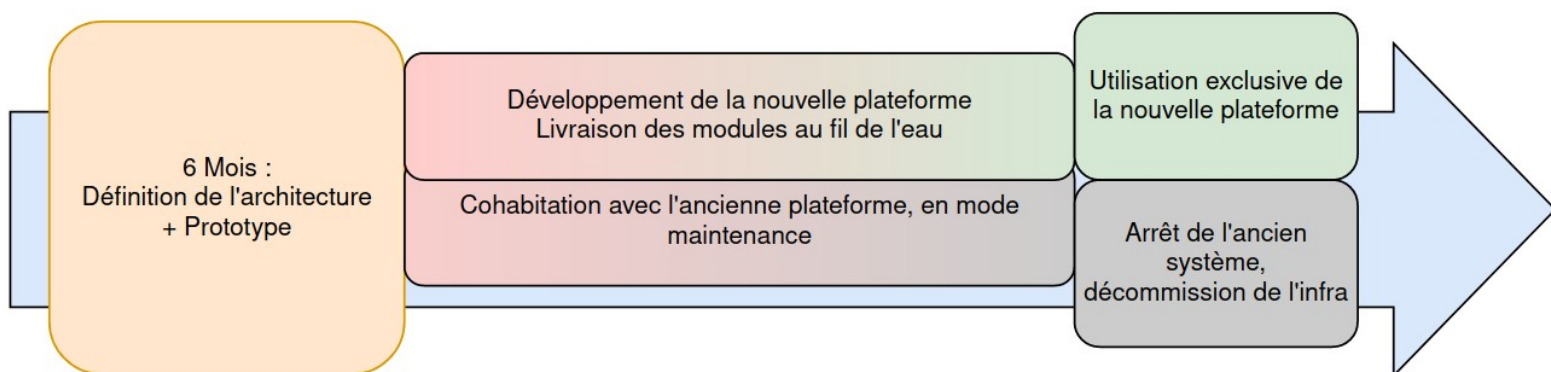 6 Mois :
Définition de l'architecture
+ Prototype
Développement de la nouvelle plateforme
Livraison des modules au fil de l'eau
Cohabitation avec l'ancienne plateforme, en mode
maintenance
Utilisation exclusive de
la nouvelle plateforme
Arrêt de l'ancien
système,
décommission de l'infra